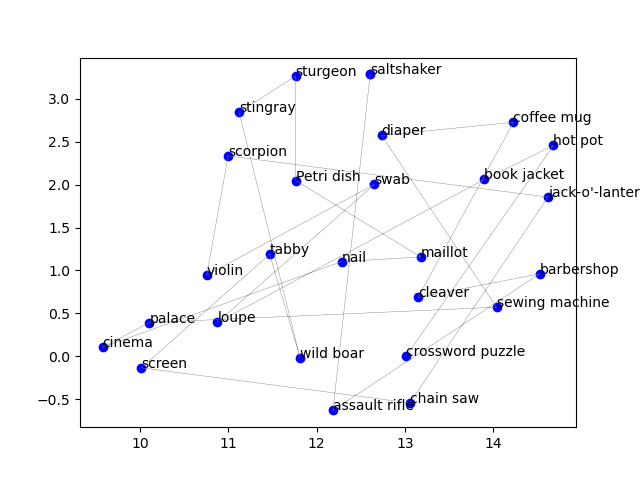 sturgeon
saltshaker
3.0
stingray
coffee mug
2.5
diaper
hot pot
scorpion
2.0
Petri dish
swab
book jacket
jack-o'-lanter
1.5
tabby
nail
maillot
1.0
violin
barbershop
cleaver
sewing machine
0.5
palace
loupe
cinema
0.0
screen
wild boar
crossword puzzle
−0.5
assault rifle
chain saw
10
11
12
13
14